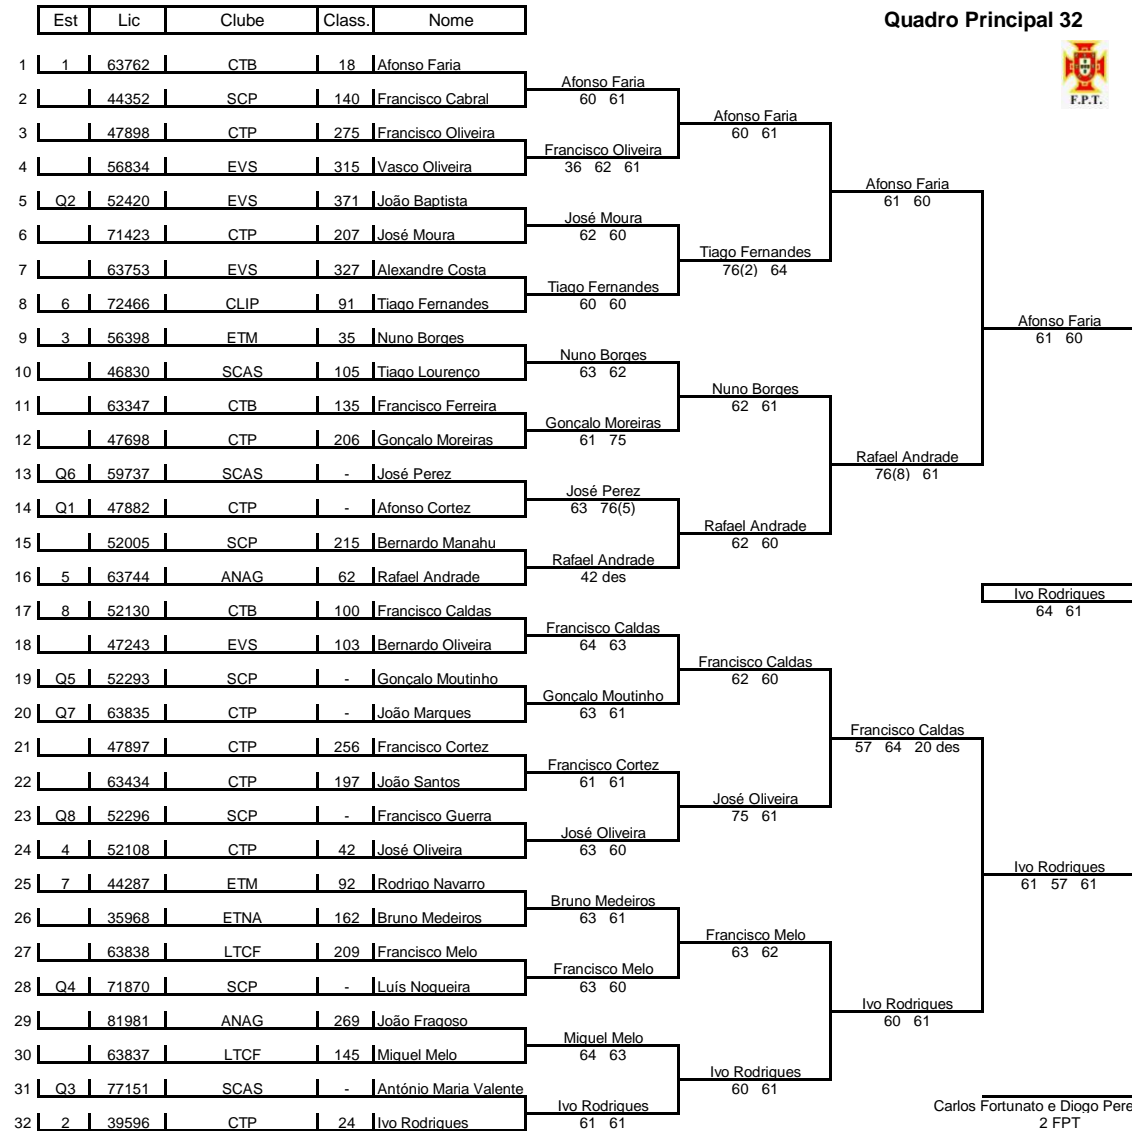 Est Lic Clube Class. Nome
Quadro Principal 32
F.P.T.
1 1 63762 CTB 18 Afonso Faria
Afonso Faria
2 44352 SCP 140 Francisco Cabral
60 61
Afonso Faria
3 47898 CTP 275 Francisco Oliveira
60 61
Francisco Oliveira
4 56834 EVS 315 Vasco Oliveira
36 62 61
Afonso Faria
5 Q2 52420 EVS 371 João Baptista
61 60
José Moura
6 71423 CTP 207 José Moura
62 60
Tiago Fernandes
7 63753 EVS 327 Alexandre Costa
76(2) 64
Tiago Fernandes
8 6 72466 CLIP 91 Tiago Fernandes
60 60
Afonso Faria
9 3 56398 ETM 35 Nuno Borges
61 60
Nuno Borges
10 46830 SCAS 105 Tiago Lourenço
63 62
Nuno Borges
11 63347 CTB 135 Francisco Ferreira
62 61
Gonçalo Moreiras
12 47698 CTP 206 Gonçalo Moreiras
61 75
Rafael Andrade
13 Q6 59737 SCAS - José Perez
76(8) 61
José Perez
14 Q1 47882 CTP - Afonso Cortez
63 76(5)
Rafael Andrade
15 52005 SCP 215 Bernardo Manahu
62 60
Rafael Andrade
16 5 63744 ANAG 62 Rafael Andrade
42 des
Ivo Rodrigues
17 8 52130 CTB 100 Francisco Caldas
64 61
Francisco Caldas
18 47243 EVS 103 Bernardo Oliveira
64 63
Francisco Caldas
19 Q5 52293 SCP - Gonçalo Moutinho
62 60
Gonçalo Moutinho
20 Q7 63835 CTP - João Marques
63 61
Francisco Caldas
21 47897 CTP 256 Francisco Cortez
57 64 20 des
Francisco Cortez
22 63434 CTP 197 João Santos
61 61
José Oliveira
23 Q8 52296 SCP - Francisco Guerra
75 61
José Oliveira
24 4 52108 CTP 42 José Oliveira
63 60
Ivo Rodrigues
25 7 44287 ETM 92 Rodrigo Navarro
61 57 61
Bruno Medeiros
26 35968 ETNA 162 Bruno Medeiros
63 61
Francisco Melo
27 63838 LTCF 209 Francisco Melo
63 62
Francisco Melo
28 Q4 71870 SCP - Luís Nogueira
63 60
Ivo Rodrigues
29 81981 ANAG 269 João Fragoso
60 61
Miguel Melo
30 63837 LTCF 145 Miguel Melo
64 63
Ivo Rodrigues
31 Q3 77151 SCAS - António Maria Valente
60 61
Ivo Rodrigues
Carlos Fortunato e Diogo Pere
32 2 39596 CTP 24 Ivo Rodrigues
61 61
2 FPT